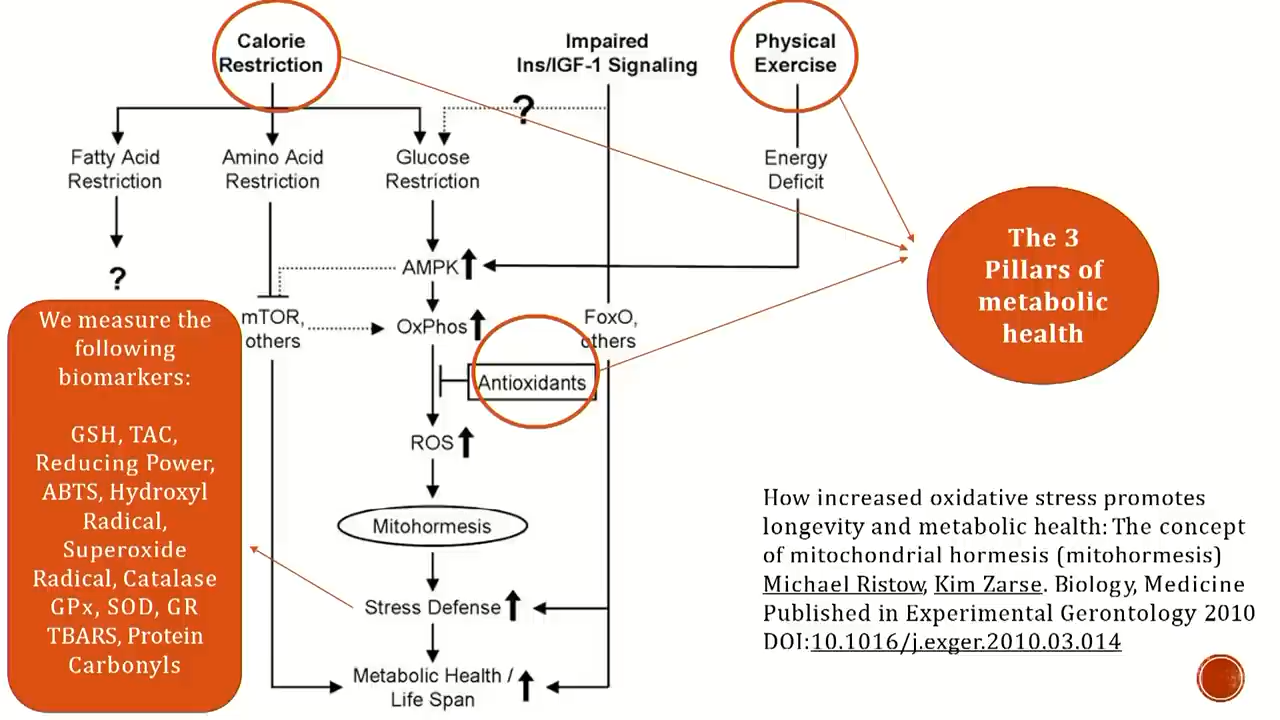 Calorie
Restriction
Impaired
Ins/IGF-1 Signaling
Physical
Exercise
?
Fatty Acid
Restriction
Amino Acid
Restriction
Glucose
Restriction
Energy
Deficit
The 3
Pillars of
metabolic
health
?
AMPK
mTOR,
others
OxPhos
FoxO,
others
Antioxidants
ROS
Mitohormesis
Stress Defense
Metabolic Health /
Life Span
We measure the
following
biomarkers:
GSH, TAC,
Reducing Power,
ABTS, Hydroxyl
Radical,
Superoxide
Radical, Catalase
GPx, SOD, GR
TBARS, Protein
Carbonyls
How increased oxidative stress promotes
longevity and metabolic health: The concept
of mitochondrial hormesis (mitohormesis)
Michael Ristow, Kim Zarse. Biology, Medicine
Published in Experimental Gerontology 2010
DOI:10.1016/j.exger.2010.03.014